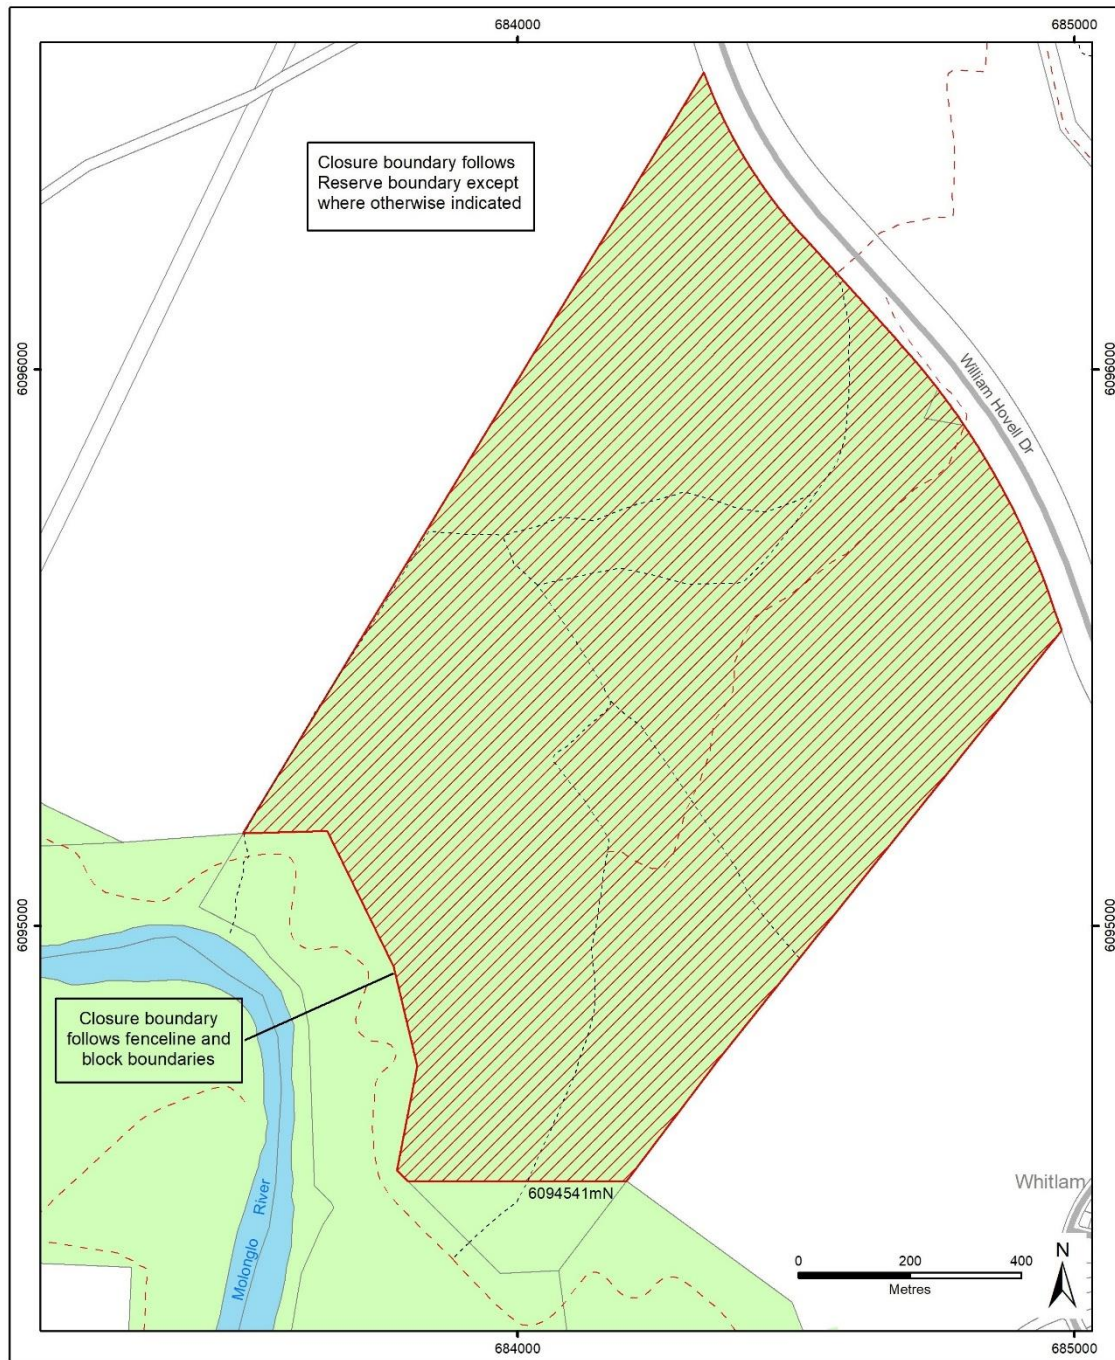 684000
685000
Closure boundary follows
Reserve boundary except
where otherwise indicated
6096000
6096000
William Hovell Dr
6095000
6095000
Closure boundary
follows fenceline and
block boundaries
6094541mN
Whitlam
Molonglo River
N
0 200 400
Metres
684000
685000